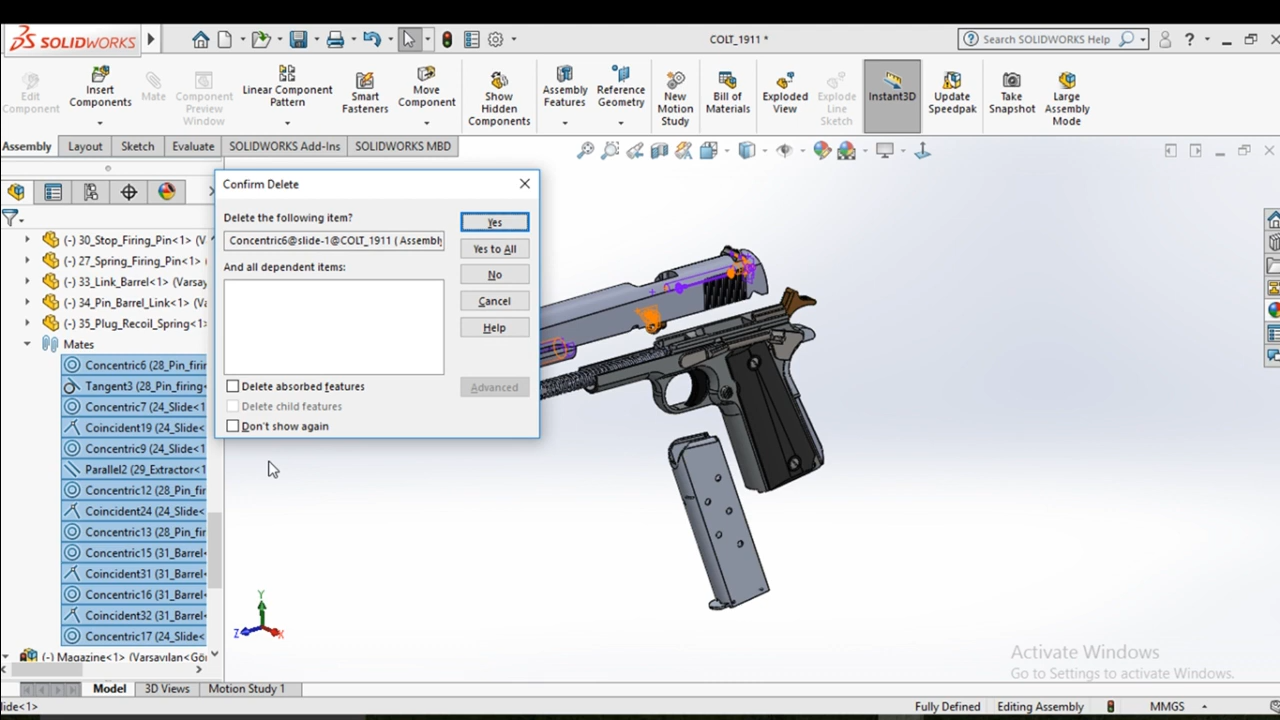 SOLIDWORKS
COLT_1911 *
Search SOLIDWORKS Help
Edit Component
Insert Components
Mate
Component Preview Window
Linear Component Pattern
Smart Fasteners
Move Component
Show Hidden Components
Assembly Features
Reference Geometry
New Motion Study
Bill of Materials
Exploded View
Explode Line Sketch
Instant3D
Update Speedpak
Take Snapshot
Large Assembly Mode
Assembly
Layout
Sketch
Evaluate
SOLIDWORKS Add-Ins
SOLIDWORKS MBD
Confirm Delete
Delete the following item?
Concentric6@slide-1@COLT_1911 ( Assembly
And all dependent items:
Yes
Yes to All
No
Cancel
Help
Advanced
Delete absorbed features
Delete child features
Don't show again
(-) 30_Stop_Firing_Pin<1> (V
(-) 27_Spring_Firing_Pin<1>
(-) 33_Link_Barrel<1> (Varsay
(-) 34_Pin_Barrel_Link<1> (Va
(-) 35_Plug_Recoil_Spring<1>
Mates
Concentric6 (28_Pin_firin
Tangent3 (28_Pin_firing
Concentric7 (24_Slide<1
Coincident19 (24_Slide<
Concentric9 (24_Slide<1
Parallel2 (29_Extractor<1
Concentric12 (28_Pin_fir
Coincident24 (24_Slide<
Concentric13 (28_Pin_fir
Concentric15 (31_Barrel<
Coincident31 (31_Barrel<
Concentric16 (31_Barrel<
Coincident32 (31_Barrel<
Concentric17 (24_Slide<
(-) Magazine<1> (Varsayılan<Gör
Y
Z
X
Activate Windows
Go to Settings to activate Windows.
Model
3D Views
Motion Study 1
lide<1>
Fully Defined
Editing Assembly
MMGS